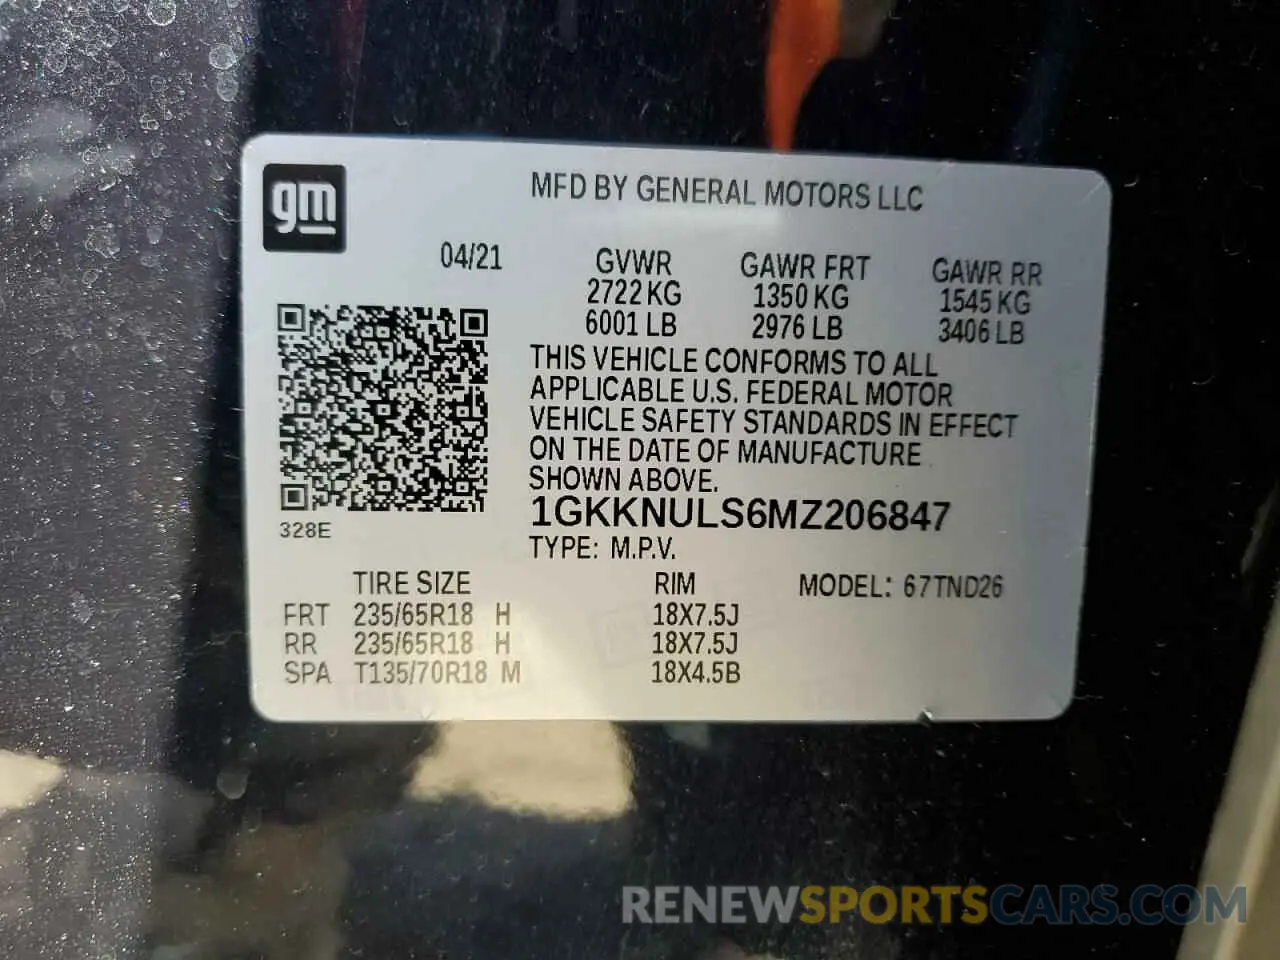 gm
MFD BY GENERAL MOTORS LLC
04/21
GVWR GAWR FRT GAWR RR
2722 KG 1350 KG 1545 KG
6001 LB 2976 LB 3406 LB
THIS VEHICLE CONFORMS TO ALL
APPLICABLE U.S. FEDERAL MOTOR
VEHICLE SAFETY STANDARDS IN EFFECT
ON THE DATE OF MANUFACTURE
SHOWN ABOVE.
1GKKNULS6MZ206847
328E
TYPE: M.P.V.
TIRE SIZE RIM MODEL: 67TND26
FRT 235/65R18 H 18X7.5J
RR 235/65R18 H 18X7.5J
SPA T135/70R18 M 18X4.5B
RENEWSPORTSCARS.COM